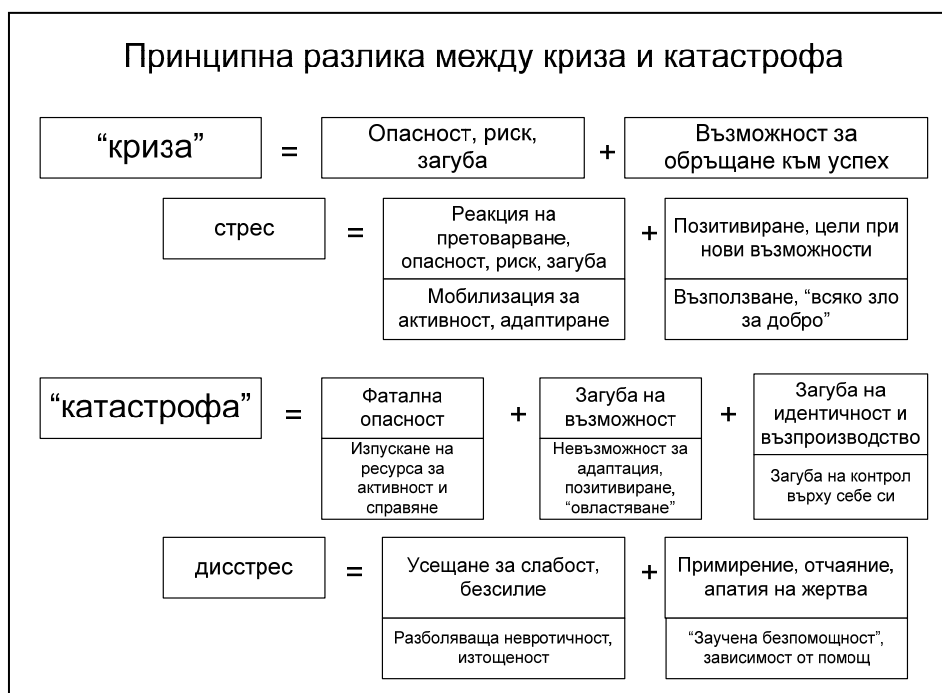 Принципна разлика между криза и катастрофа
“криза”
=
Опасност, риск,
загуба
+
Възможност за
обръщане към успех
стрес
=
Реакция на
претоварване,
опасност, риск, загуба
Мобилизация за
активност, адаптиране
+
Позитивиране, цели при
нови възможности
Възползване, “всяко зло
за добро”
“катастрофа”
=
Фатална
опасност
Изпускане на
ресурса за
активност и
справяне
+
Загуба на
възможност
Невъзможност за
адаптация,
позитивиране,
“овластяване”
+
Загуба на
идентичност и
възпроизводство
Загуба на контрол
върху себе си
дисстрес
=
Усещане за слабост,
безсилие
Разболяваща невротичност,
изтощеност
+
Примирение, отчаяние,
апатия на жертва
“Заучена безпомощност”,
зависимост от помощ